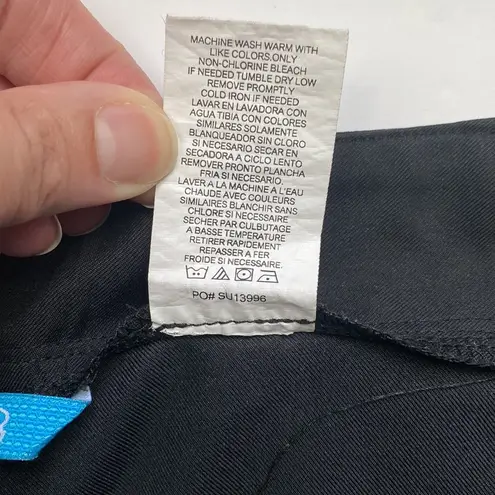 MACHINE WASH WARM WITH
LIKE COLORS.ONLY
NON-CHLORINE BLEACH
IF NEEDED TUMBLE DRY LOW
REMOVE PROMPTLY
COLD IRON IF NEEDED
LAVAR EN LAVADORA CON
AGUA TIBIA CON COLORES
SIMILARES SOLAMENTE
BLANQUEADOR SIN CLORO
SI NECESARIO SECAR EN
SECADORA A CICLO LENTO
REMOVER PRONTO PLANCHA
FRIA SI NECESARIO.
LAVER A LA MACHINE A L'EAU
CHAUDE AVEC COULEURS
SIMILAIRES BLANCHIR SANS
CHLORE SI NECESSAIRE
SECHER PAR CULBUTAGE
A BASSE TEMPERATURE
RETIRER RAPIDEMENT
REPASSER A FER
FROIDE SI NECESSAIRE
PO# SU13996